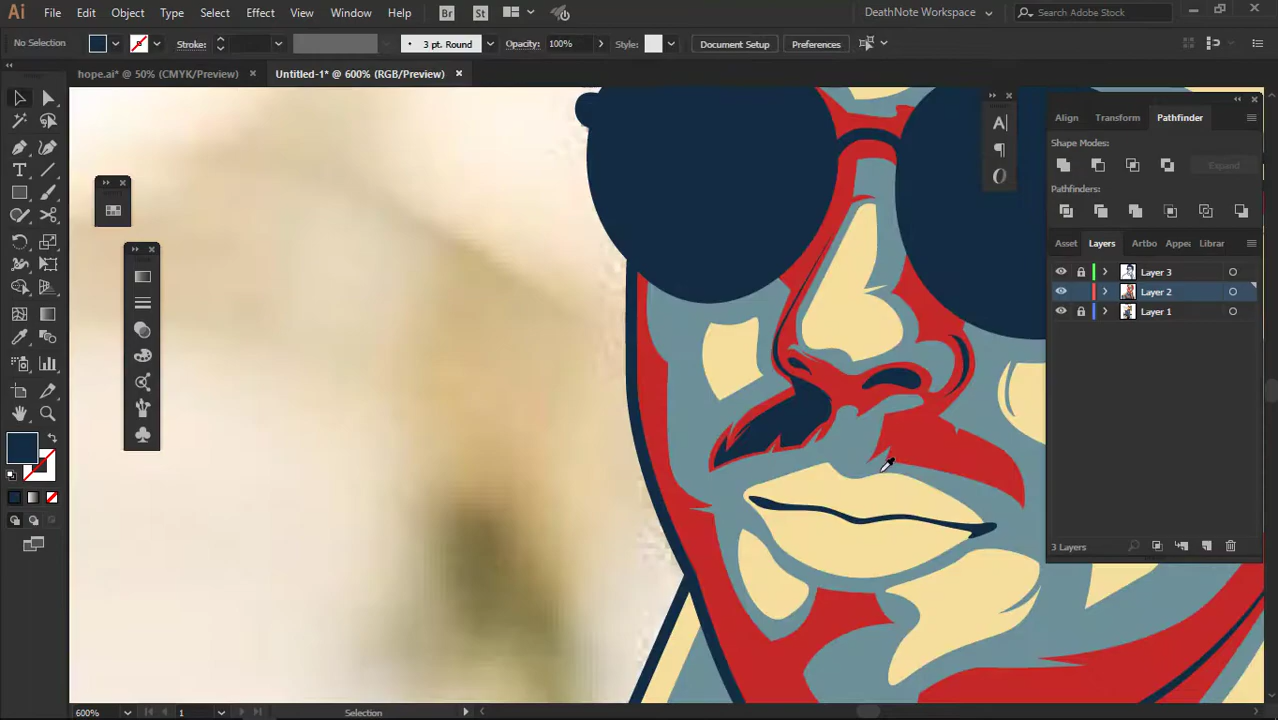 Ai File Edit Object Type Select Effect View Window Help Br St DeathNote Workspace Search Adobe Stock
No Selection Stroke: 3 pt. Round Opacity: 100% Style: Document Setup Preferences
hope.ai* @ 50% (CMYK/Preview) Untitled-1* @ 600% (RGB/Preview)
Align Transform Pathfinder
Shape Modes:
Expand
Pathfinders:
Asset Layers Artbo Appea Librar
Layer 3
Layer 2
Layer 1
3 Layers
600% 1 Selection